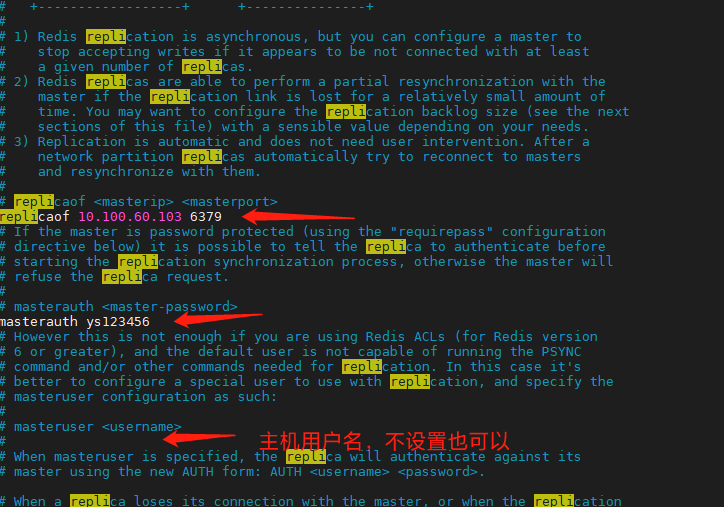 #   +------------------+      +---------------+
#
# 1) Redis replication is asynchronous, but you can configure a master to
#    stop accepting writes if it appears to be not connected with at least
#    a given number of replicas.
# 2) Redis replicas are able to perform a partial resynchronization with the
#    master if the replication link is lost for a relatively small amount of
#    time. You may want to configure the replication backlog size (see the next
#    sections of this file) with a sensible value depending on your needs.
# 3) Replication is automatic and does not need user intervention. After a
#    network partition replicas automatically try to reconnect to masters
#    and resynchronize with them.
#
# replicaof <masterip> <masterport>
replicaof 10.100.60.103 6379
# If the master is password protected (using the "requirepass" configuration
# directive below) it is possible to tell the replica to authenticate before
# starting the replication synchronization process, otherwise the master will
# refuse the replica request.
#
# masterauth <master-password>
masterauth ys123456
# However this is not enough if you are using Redis ACLs (for Redis version
# 6 or greater), and the default user is not capable of running the PSYNC
# command and/or other commands needed for replication. In this case it's
# better to configure a special user to use with replication, and specify the
# masteruser configuration as such:
#
# masteruser <username>
# 主机用户名，不设置也可以
# When masteruser is specified, the replica will authenticate against its
# master using the new AUTH form: AUTH <username> <password>.
# When a replica loses its connection with the master, or when the replication